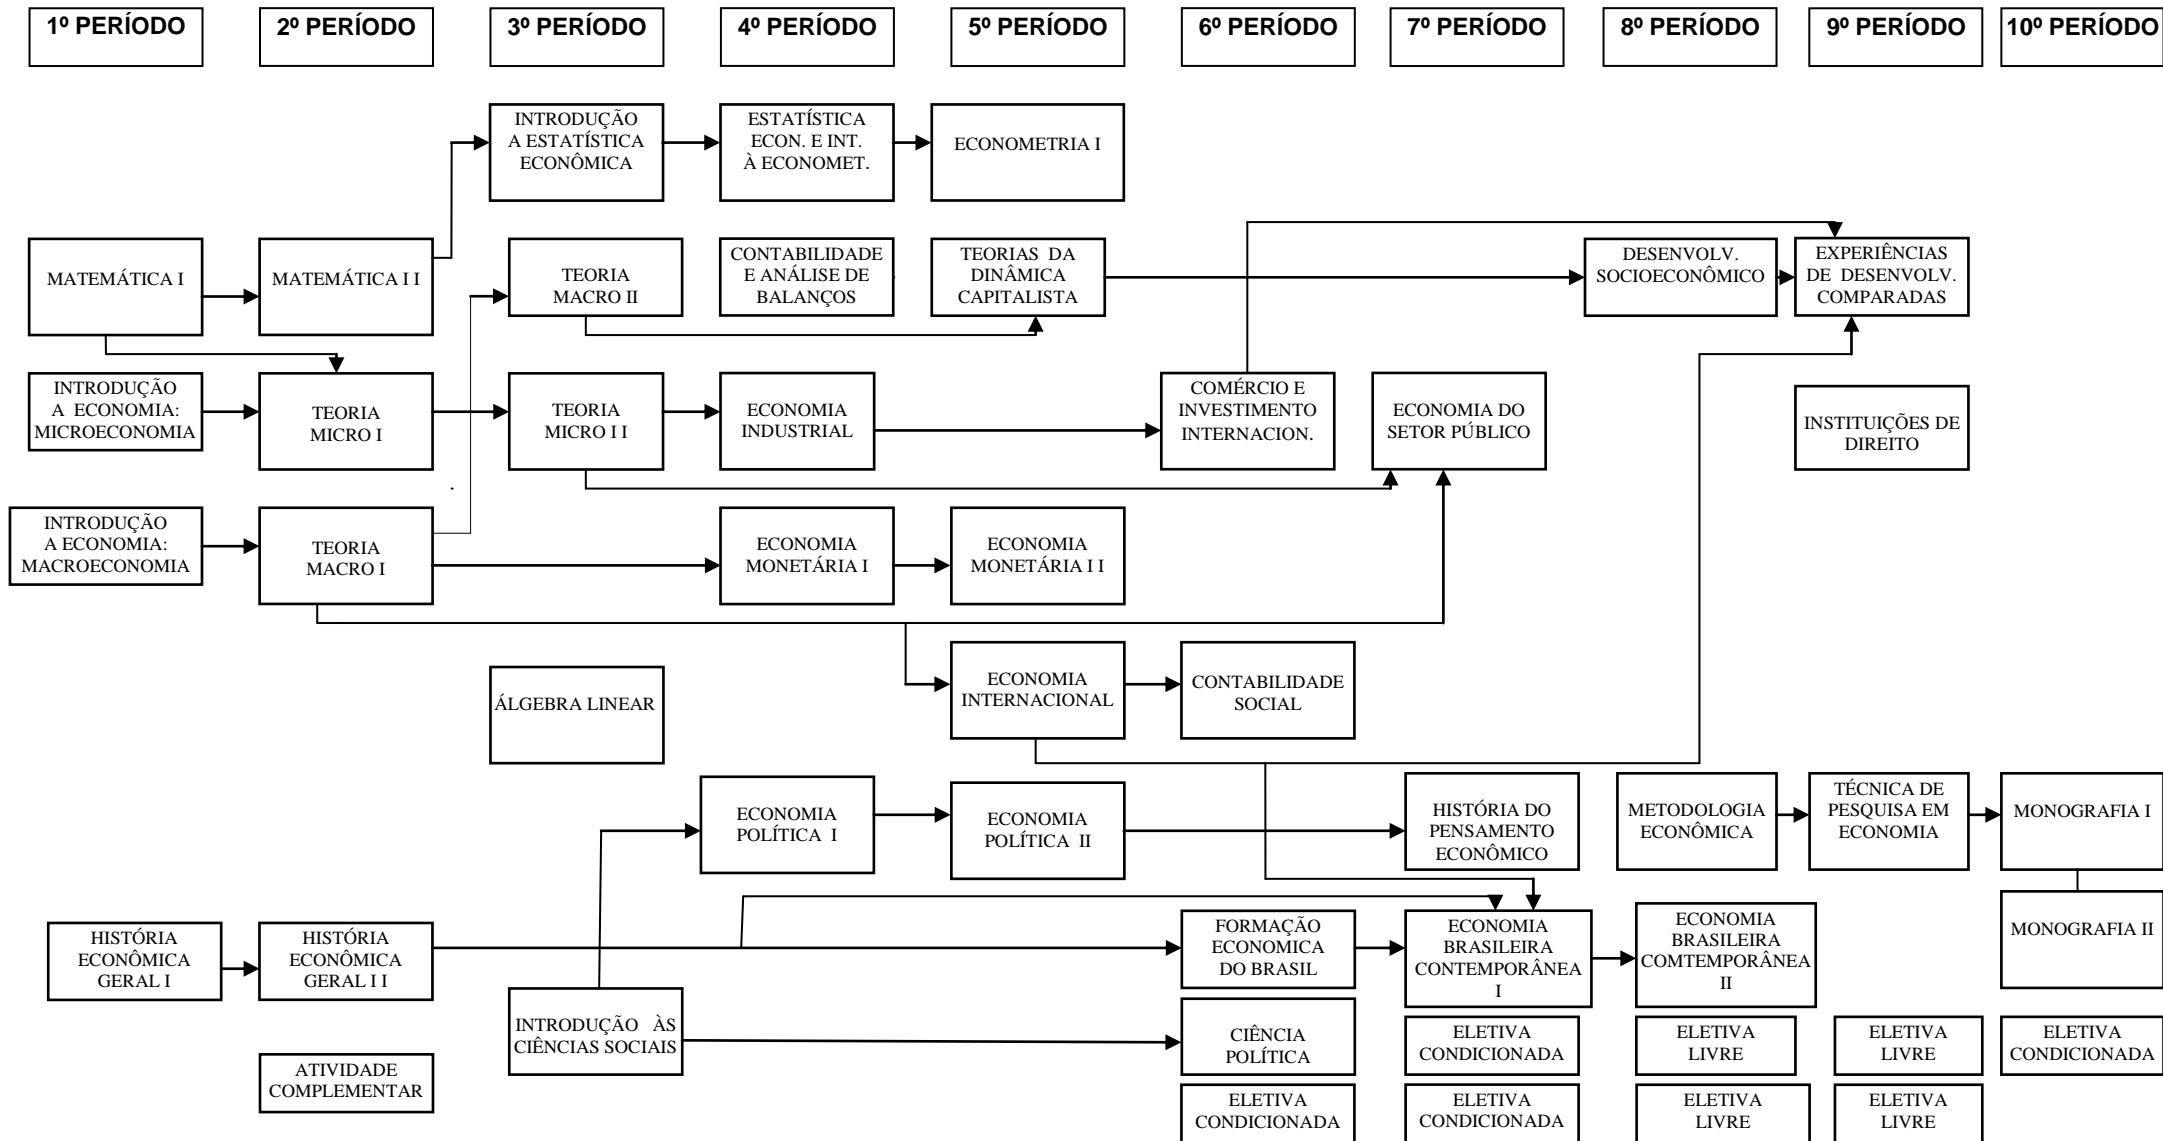 1º PERÍODO
2º PERÍODO
3º PERÍODO
4º PERÍODO
5º PERÍODO
6º PERÍODO
7º PERÍODO
8º PERÍODO
9º PERÍODO
10º PERÍODO
INTRODUÇÃO
A ESTATÍSTICA
ECONÔMICA
ESTATÍSTICA
ECON. E INT.
À ECONOMET.
ECONOMETRIA I
MATEMÁTICA I
MATEMÁTICA I I
TEORIA
MACRO II
CONTABILIDADE
E ANÁLISE DE
BALANÇOS
TEORIAS DA
DINÂMICA
CAPITALISTA
DESENVOLV.
SOCIOECONÔMICO
EXPERIÊNCIAS
DE DESENVOLV.
COMPARADAS
INTRODUÇÃO
A ECONOMIA:
MICROECONOMIA
TEORIA
MICRO I
TEORIA
MICRO I I
ECONOMIA
INDUSTRIAL
COMÉRCIO E
INVESTIMENTO
INTERNACION.
ECONOMIA DO
SETOR PÚBLICO
INSTITUIÇÕES DE
DIREITO
INTRODUÇÃO
A ECONOMIA:
MACROECONOMIA
TEORIA
MACRO I
ECONOMIA
MONETÁRIA I
ECONOMIA
MONETÁRIA I I
ÁLGEBRA LINEAR
ECONOMIA
INTERNACIONAL
CONTABILIDADE
SOCIAL
ECONOMIA
POLÍTICA I
ECONOMIA
POLÍTICA II
HISTÓRIA DO
PENSAMENTO
ECONÔMICO
METODOLOGIA
ECONÔMICA
TÉCNICA DE
PESQUISA EM
ECONOMIA
MONOGRAFIA I
HISTÓRIA
ECONÔMICA
GERAL I
HISTÓRIA
ECONÔMICA
GERAL I I
FORMAÇÃO
ECONOMICA
DO BRASIL
ECONOMIA
BRASILEIRA
CONTEMPORÂNEA
I
ECONOMIA
BRASILEIRA
COMTEMPORÂNEA
II
MONOGRAFIA II
INTRODUÇÃO ÀS
CIÊNCIAS SOCIAIS
CIÊNCIA
POLÍTICA
ELETIVA
CONDICIONADA
ELETIVA
LIVRE
ELETIVA
LIVRE
ELETIVA
CONDICIONADA
ATIVIDADE
COMPLEMENTAR
ELETIVA
CONDICIONADA
ELETIVA
CONDICIONADA
ELETIVA
LIVRE
ELETIVA
LIVRE